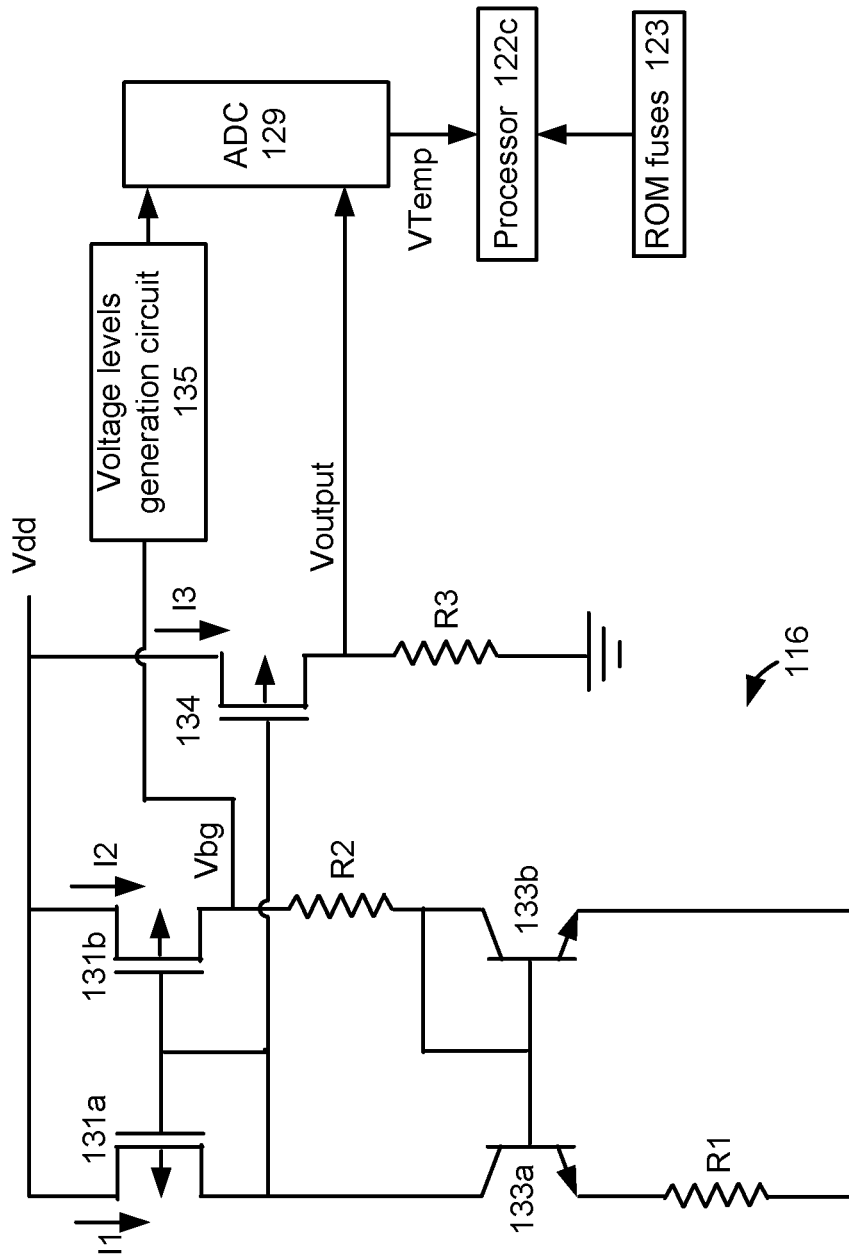 Vdd
I1
I2
I3
131a
131b
134
Vbg
Voltage levels
generation circuit
135
ADC
129
Voutput
VTemp
Processor 122c
ROM fuses 123
R2
R3
133a
133b
R1
116